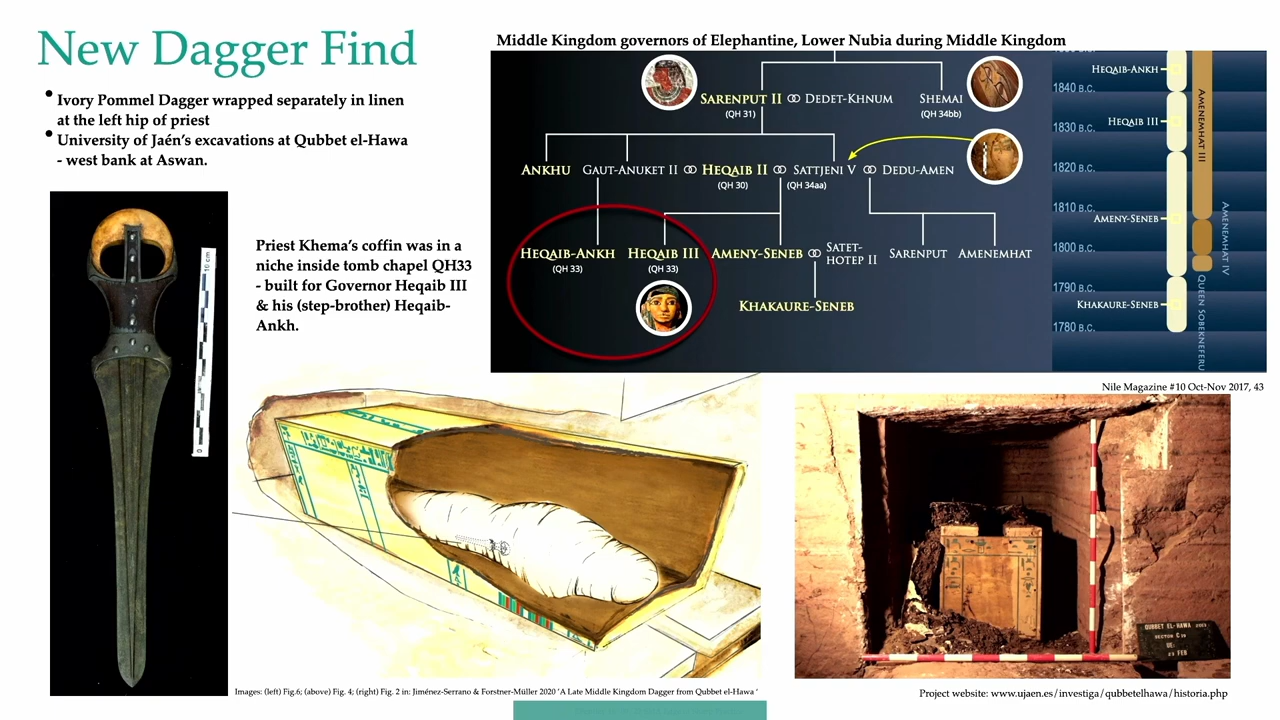 New Dagger Find
• Ivory Pommel Dagger wrapped separately in linen
at the left hip of priest
• University of Jaén's excavations at Qubbet el-Hawa
- west bank at Aswan.
10 cm
0
Priest Khema's coffin was in a
niche inside tomb chapel QH33
- built for Governor Heqaib III
& his (step-brother) Heqaib-
Ankh.
Middle Kingdom governors of Elephantine, Lower Nubia during Middle Kingdom
SARENPUT II DEDET-KHNUM SHEMAI
(QH 31) (QH 34bb)
ANKHU GAUT-ANUKET II HEQAIB II SATTJENI V DEDU-AMEN
(QH 30) (QH 34aa)
HEQAIB-ANKH HEQAIB III AMENY-SENEB SATET-
HOTEP II SARENPUT AMENEMHAT
(QH 33) (QH 33)
KHAKAURE-SENEB
HEQAIB-ANKH
1840 B.C.
HEQAIB III
1830 B.C.
1820 B.C.
1810 B.C.
AMENY-SENEB
1800 B.C.
1790 B.C.
KHAKAURE-SENEB
1780 B.C.
AMENEMHAT III
AMENEMHAT IV
QUEEN SOBEKNEFERU
Nile Magazine #10 Oct-Nov 2017, 43
QUBBET EL-HAWA
SECTOR
UE:
FEB
Images: (left) Fig.6; (above) Fig. 4; (right) Fig. 2 in: Jiménez-Serrano & Forstner-Müller 2020 'A Late Middle Kingdom Dagger from Qubbet el-Hawa '
Project website: www.ujaen.es/investiga/qubbetelhawa/historia.php